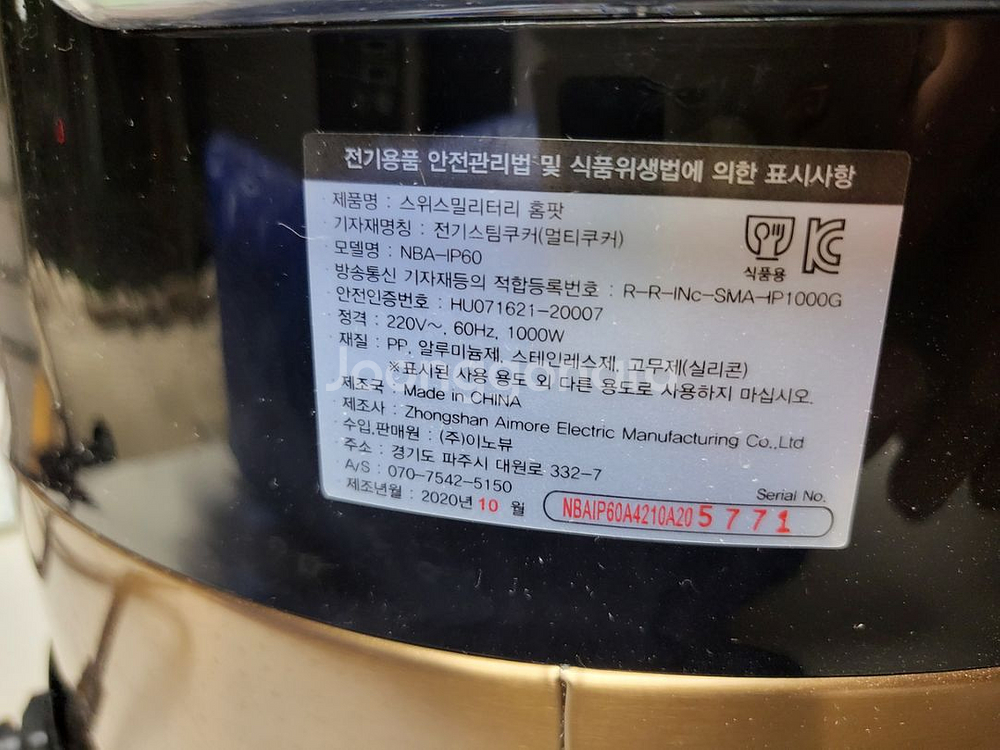 전기용품 안전관리법 및 식품위생법에 의한 표시사항
제품명 : 스위스밀리터리 홈팟
기자재명칭 : 전기스팀쿠커(멀티쿠커)
모델명 : NBA-IP60
식품용
방송통신 기자재등의 적합등록번호 : R-R-INc-SMA-IP1000G
안전인증번호 : HU071621-20007
정격 : 220V~, 60Hz, 1000W
재질 : PP, 알루미늄제, 스테인레스제, 고무제(실리콘)
※표시된 사용 용도 외 다른 용도로 사용하지 마십시오.
제조국 : Made in CHINA
제조사 : Zhongshan Aimore Electric Manufacturing Co.,Ltd
수입,판매원 : (주)이노뷰
주소 : 경기도 파주시 대원로 332-7
A/S : 070-7542-5150
제조년월 : 2020년 10 월
Serial No.
NBAIP60A4210A20 5771
Joonggonara